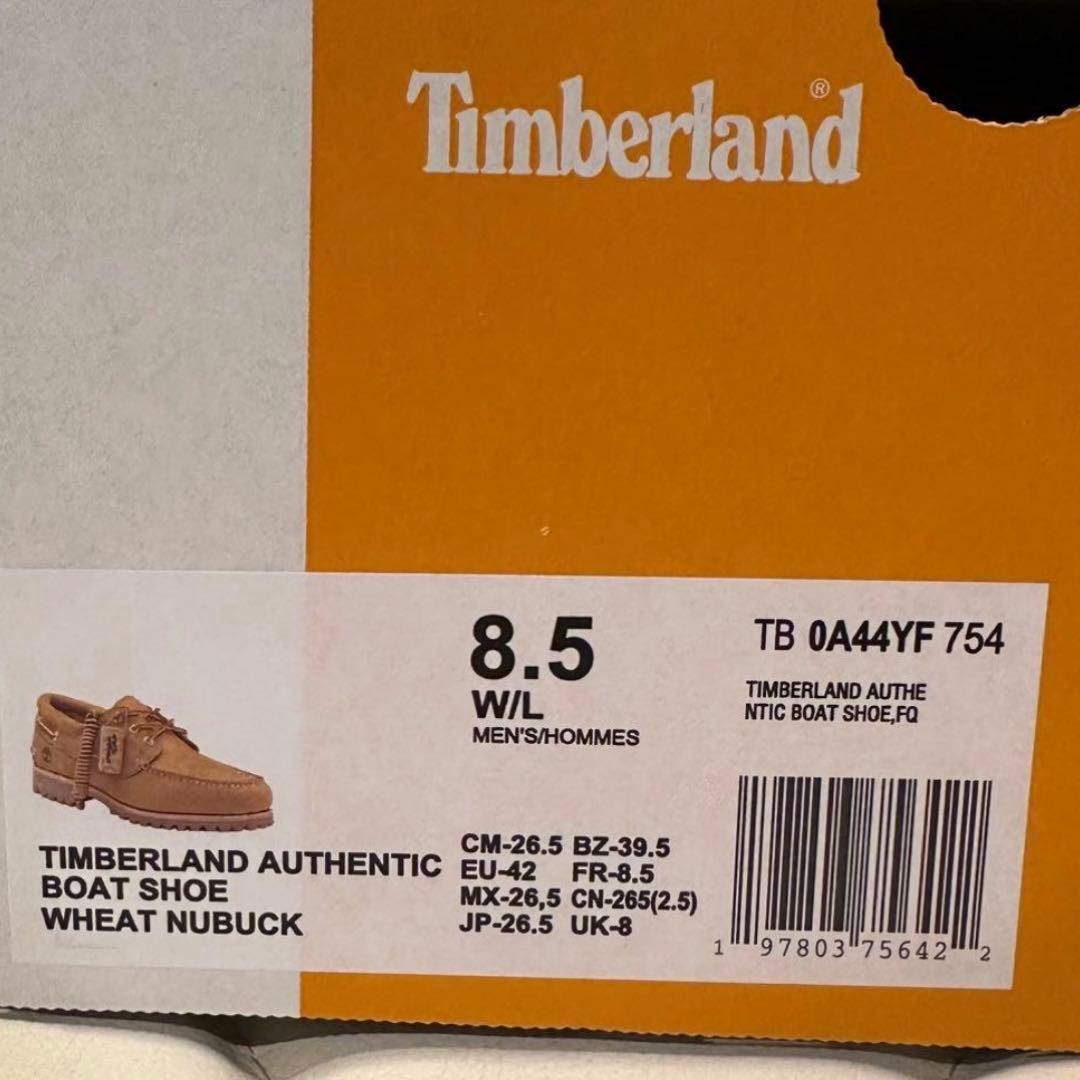 Timberland®
8.5
W/L
MEN'S/HOMMES
TB 0A44YF 754
TIMBERLAND AUTHE
NTIC BOAT SHOE,FQ
TIMBERLAND AUTHENTIC
BOAT SHOE
WHEAT NUBUCK
CM-26.5 BZ-39.5
EU-42 FR-8.5
MX-26,5 CN-265(2.5)
JP-26.5 UK-8
1 97803 75642 2